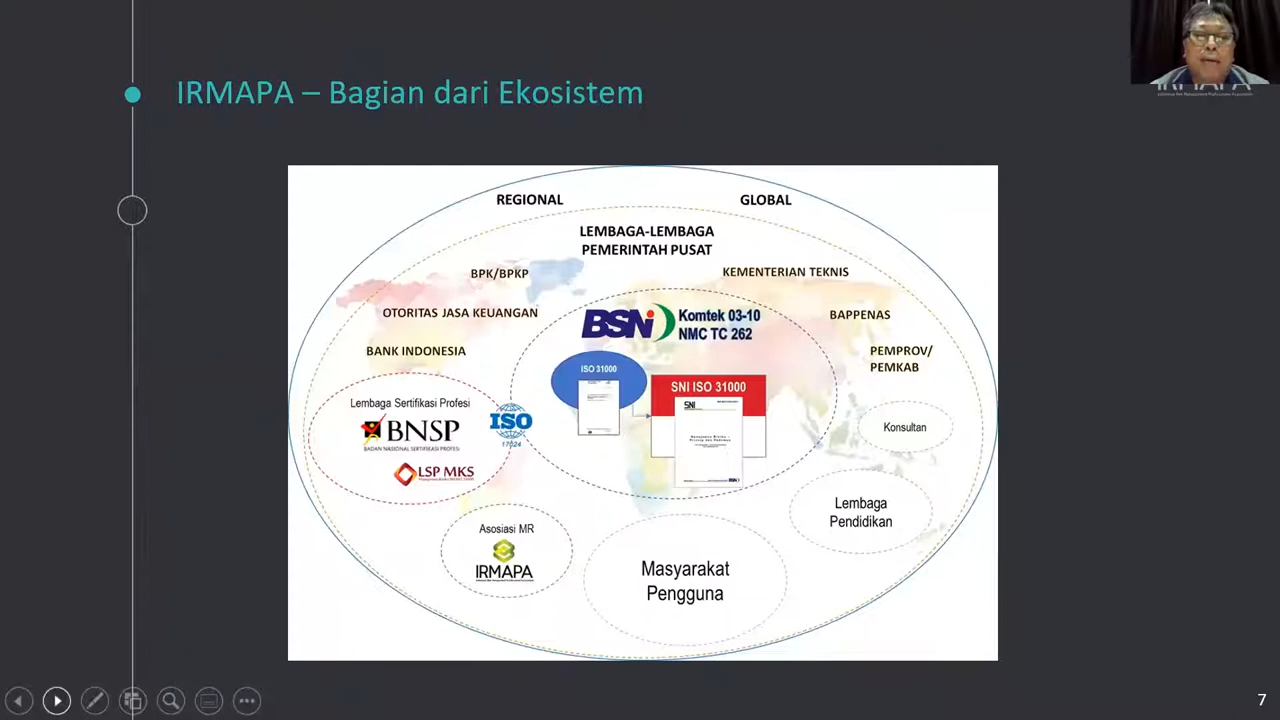 IRMAPA – Bagian dari Ekosistem
REGIONAL
GLOBAL
LEMBAGA-LEMBAGA
PEMERINTAH PUSAT
BPK/BPKP
KEMENTERIAN TEKNIS
OTORITAS JASA KEUANGAN
BSN
Komtek 03-10
NMC TC 262
BAPPENAS
BANK INDONESIA
PEMPROV/
PEMKAB
ISO 31000
SNI ISO 31000
SNI
Lembaga Sertifikasi Profesi
BNSP
BADAN NASIONAL SERTIFIKASI PROFESI
ISO
17024
LSP MKS
Konsultan
BSN
Lembaga
Pendidikan
Asosiasi MR
IRMAPA
Masyarakat
Pengguna
7